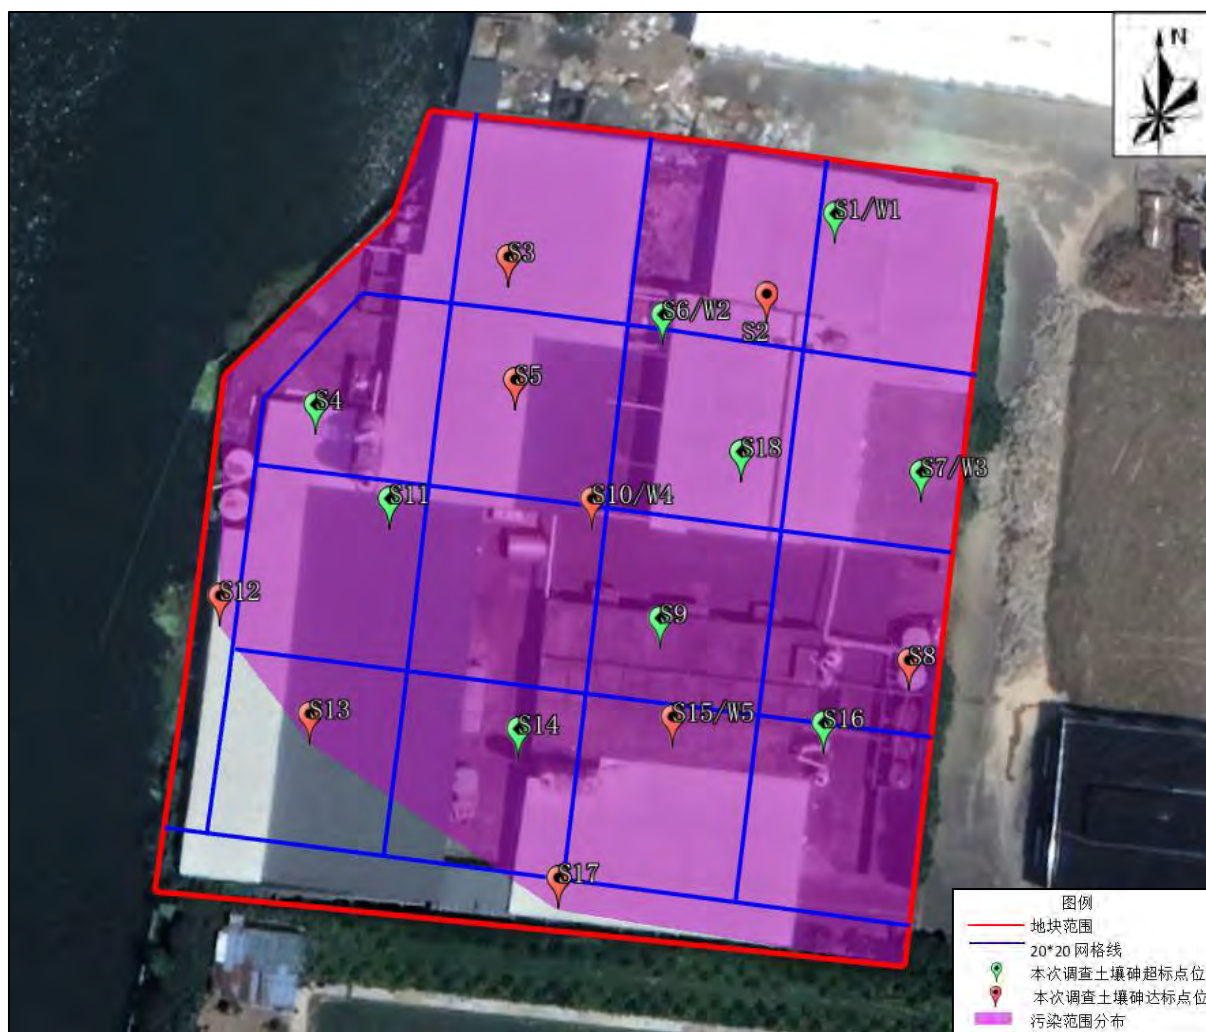 N
S1/W1
S3
S6/W2
S2
S5
S4
S18
S7/W3
S11
S10/W4
S12
S9
S8
S13
S14
S15/W5
S16
S17
图例
地块范围
20*20 网格线
本次调查土壤砷超标点位
本次调查土壤砷达标点位
污染范围分布